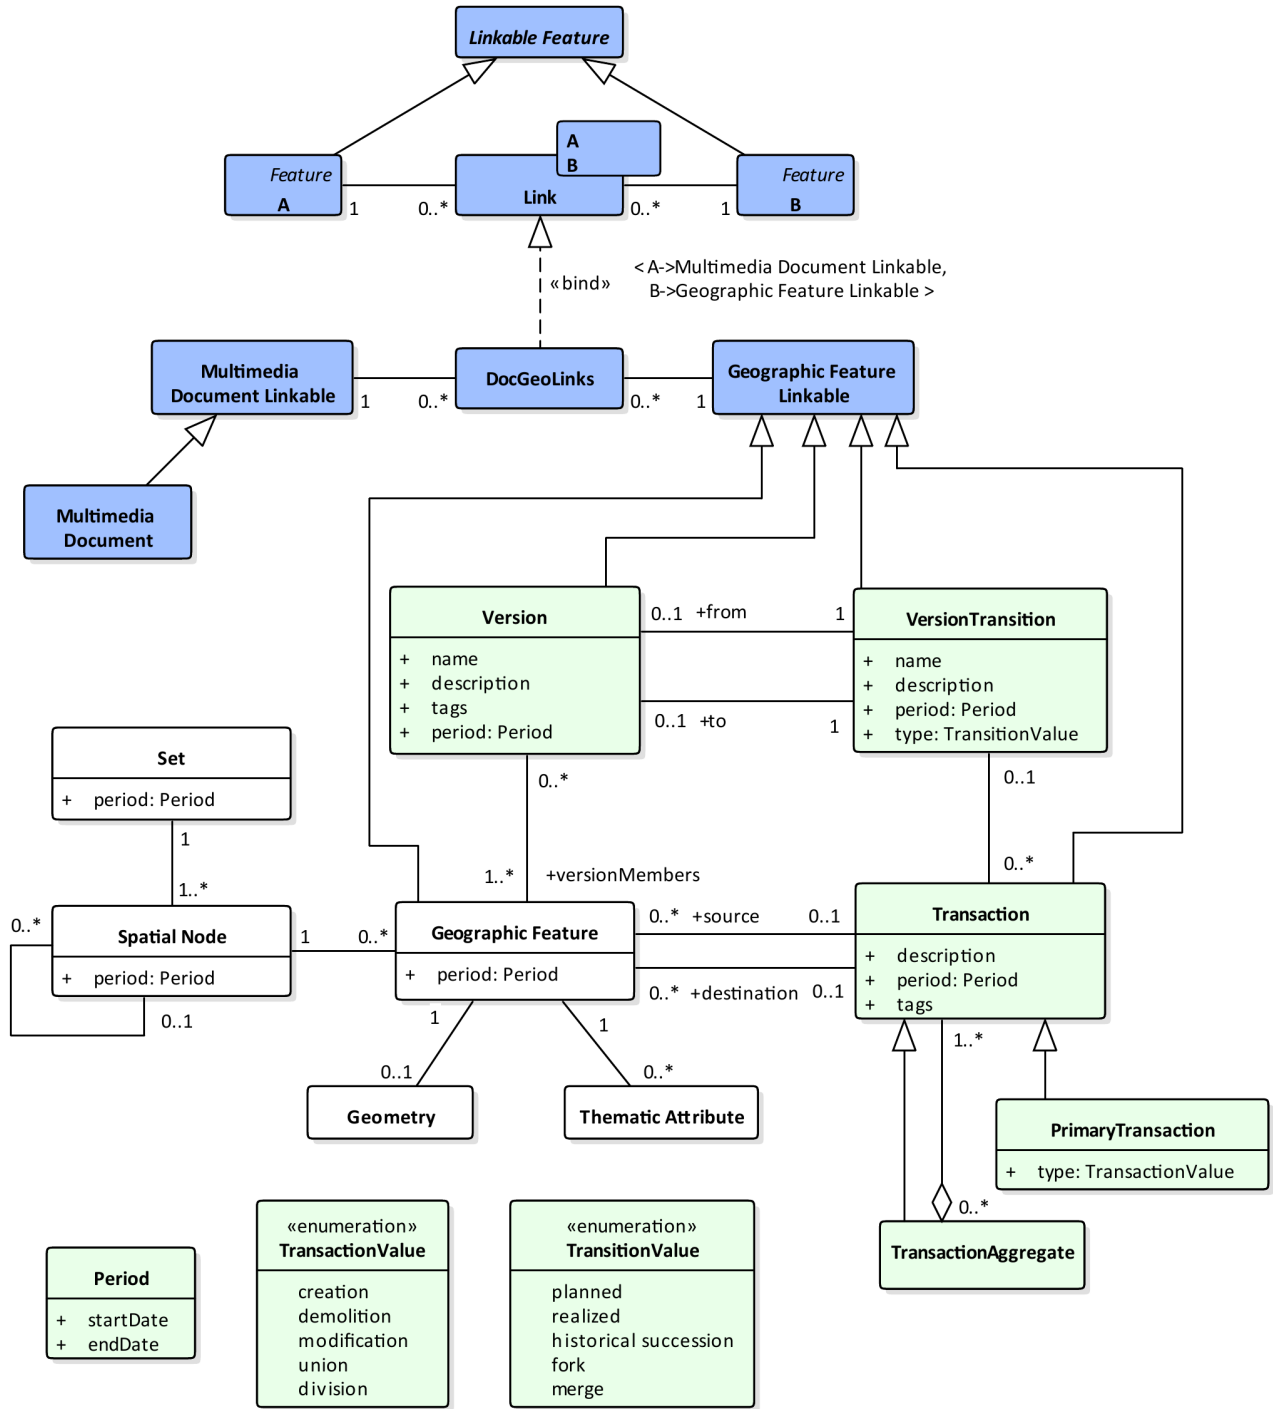 Linkable Feature
A
B
Feature
A
Link
Feature
B
1
0..*
0..*
1
«bind»
< A->Multimedia Document Linkable,
B->Geographic Feature Linkable >
Multimedia
Document Linkable
DocGeoLinks
Geographic Feature
Linkable
1
0..*
0..*
1
Multimedia
Document
Version
+ name
+ description
+ tags
+ period: Period
0..1 +from
1
0..1 +to
1
VersionTransition
+ name
+ description
+ period: Period
+ type: TransitionValue
0..*
0..1
Set
+ period: Period
1
1..*
1..* +versionMembers
0..*
0..*
Spatial Node
+ period: Period
0..1
1
0..*
Geographic Feature
+ period: Period
0..* +source
0..1
0..* +destination
0..1
Transaction
+ description
+ period: Period
+ tags
1
0..1
1
0..*
1..*
Geometry
Thematic Attribute
PrimaryTransaction
+ type: TransactionValue
0..*
TransactionAggregate
Period
+ startDate
+ endDate
«enumeration»
TransactionValue
creation
demolition
modification
union
division
«enumeration»
TransitionValue
planned
realized
historical succession
fork
merge